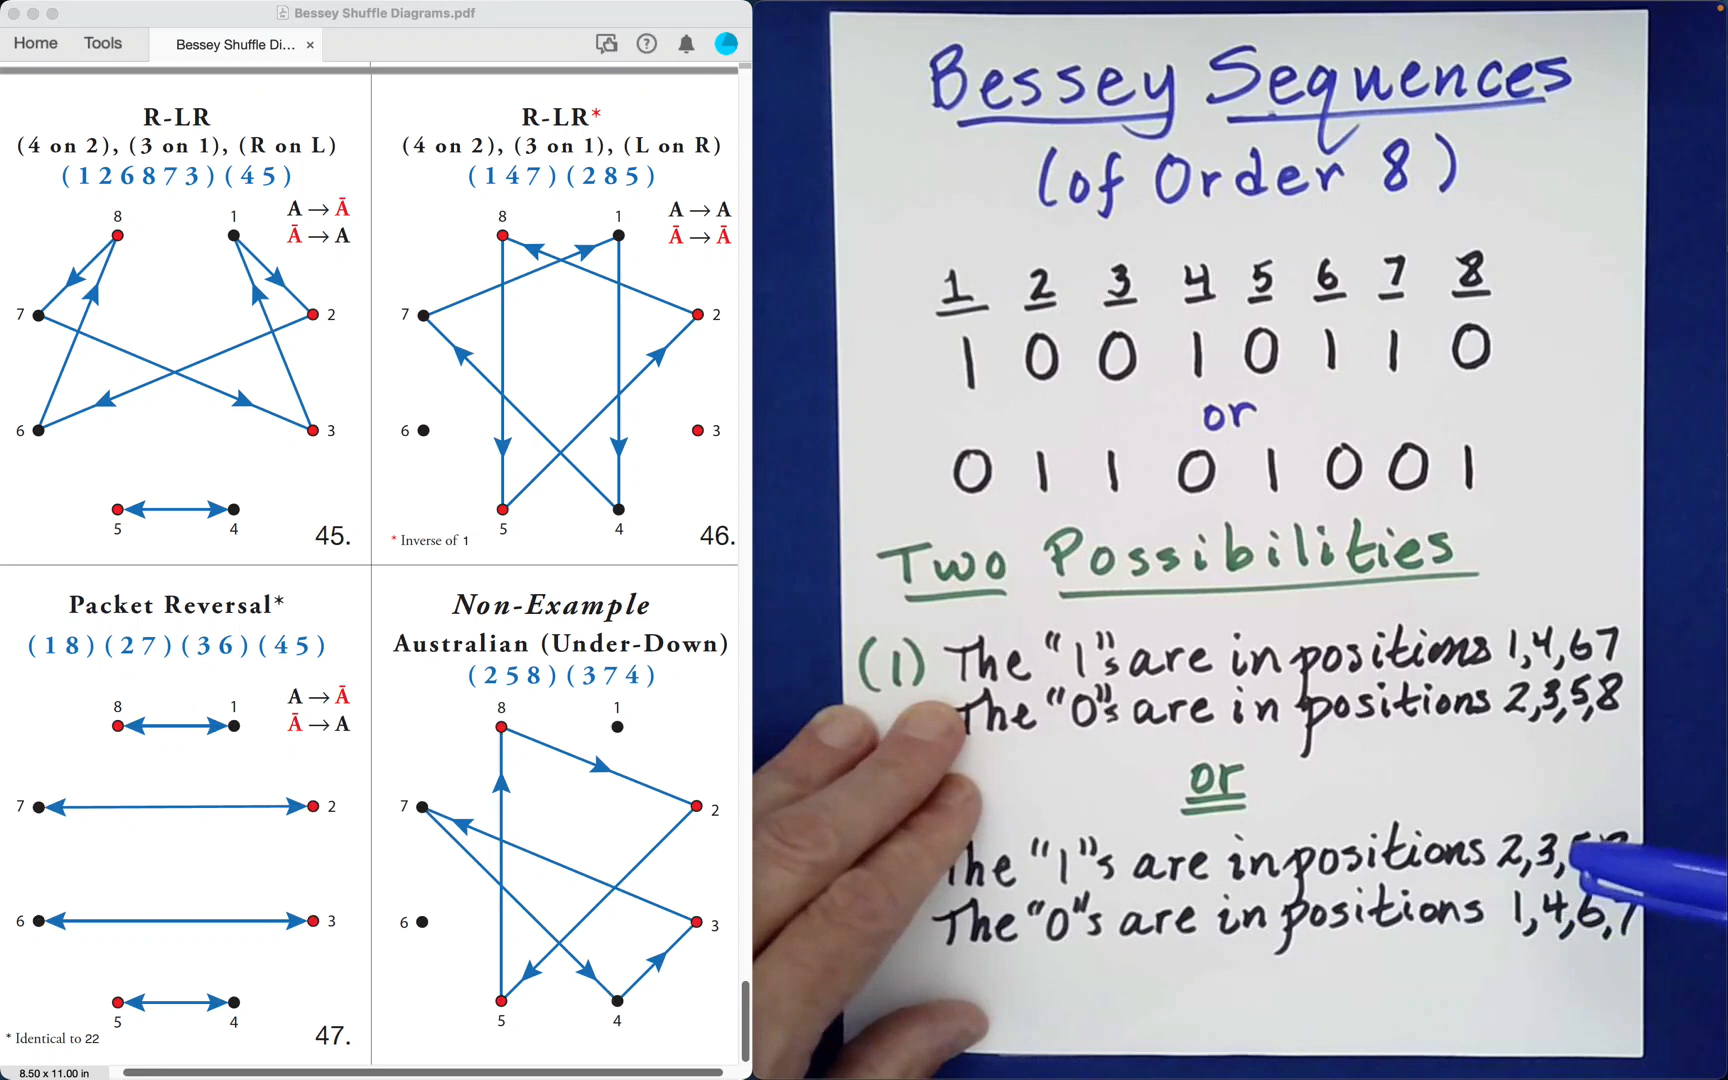 Bessey Shuffle Diagrams.pdf
Home Tools Bessey Shuffle Di... ×
R-LR
(4 on 2), (3 on 1), (R on L)
(1 2 6 8 7 3) (4 5)
A → Ā
Ā → A
8 1
7 2
6 3
5 4
45.
R-LR*
(4 on 2), (3 on 1), (L on R)
(1 4 7) (2 8 5)
A → A
Ā → Ā
8 1
7 2
6 3
5 4
* Inverse of 1
46.
Packet Reversal*
(1 8) (2 7) (3 6) (4 5)
A → Ā
Ā → A
8 1
7 2
6 3
5 4
* Identical to 22
47.
Non-Example
Australian (Under-Down)
(2 5 8) (3 7 4)
8 1
7 2
6 3
5 4
8.50 x 11.00 in
Bessey Sequences
(of Order 8)
1 2 3 4 5 6 7 8
1 0 0 1 0 1 1 0
or
0 1 1 0 1 0 0 1
Two Possibilities
(1) The "1"s are in positions 1,4,6 7
The "0"s are in positions 2,3,5,8
or
The "1"s are in positions 2,3,
The "0"s are in positions 1,4,6,7